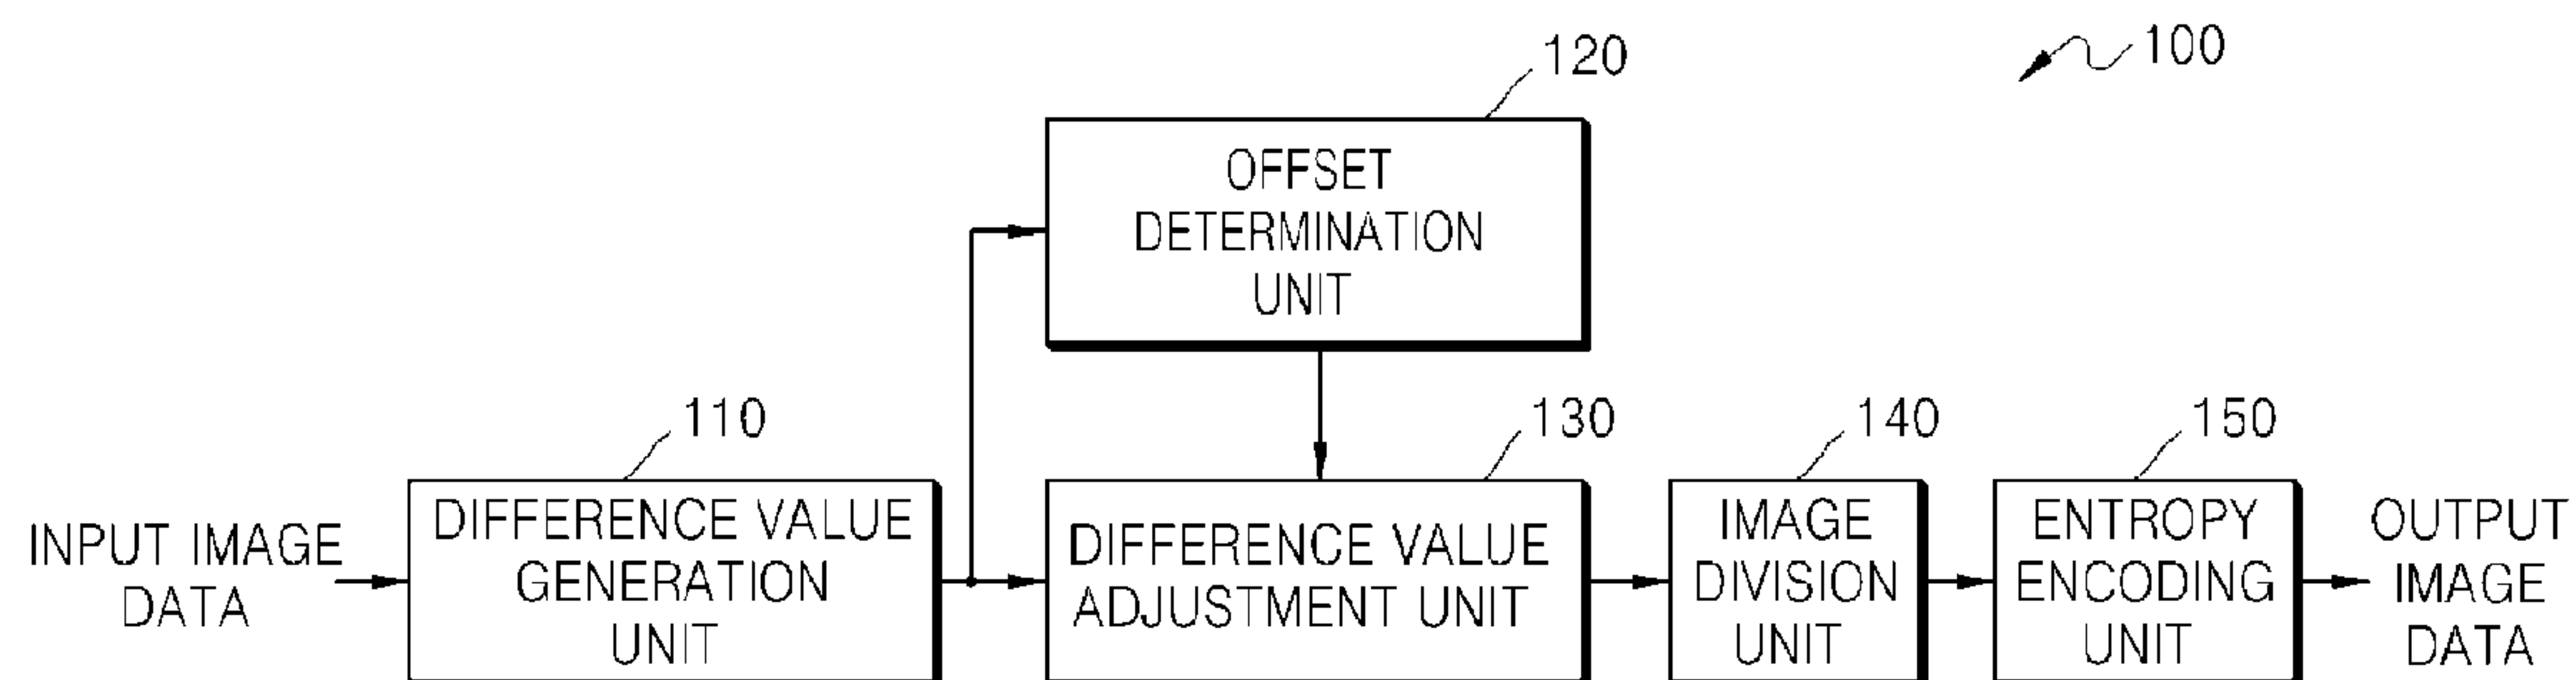 100
120
OFFSET
DETERMINATION
UNIT
110
130
140
150
INPUT IMAGE
DATA
DIFFERENCE VALUE
GENERATION
UNIT
DIFFERENCE VALUE
ADJUSTMENT UNIT
IMAGE
DIVISION
UNIT
ENTROPY
ENCODING
UNIT
OUTPUT
IMAGE
DATA